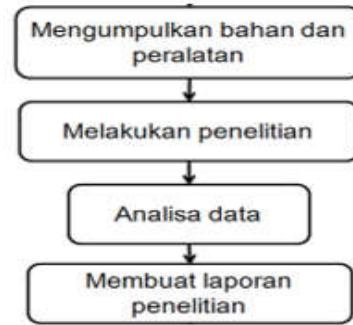 Mengumpulkan bahan dan
peralatan
Melakukan penelitian
Analisa data
Membuat laporan
penelitian